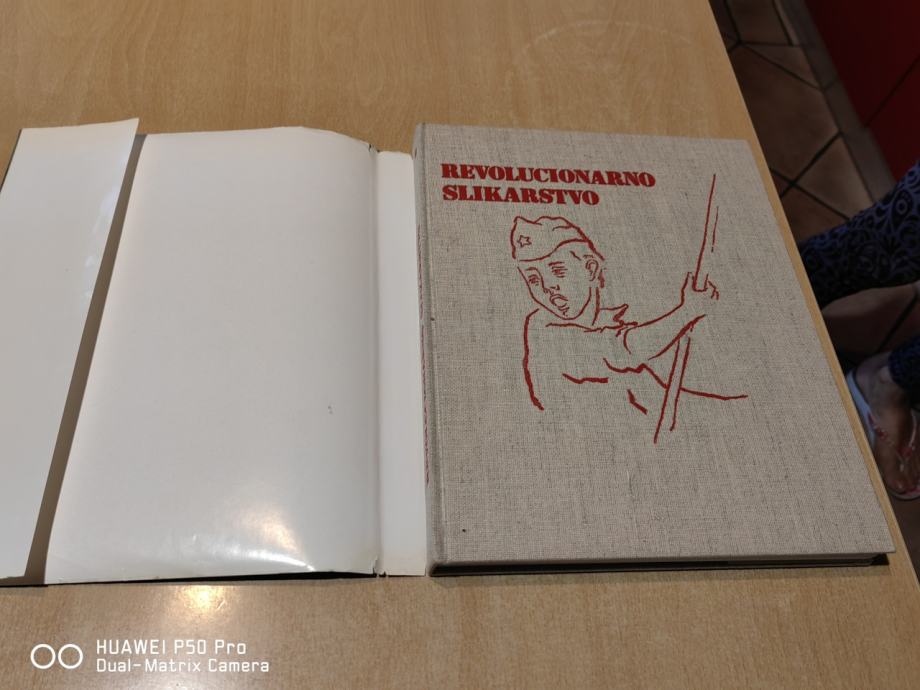 REVOLUCIONARNO
SLIKARSTVO
HUAWEI P50 Pro
Dual-Matrix Camera